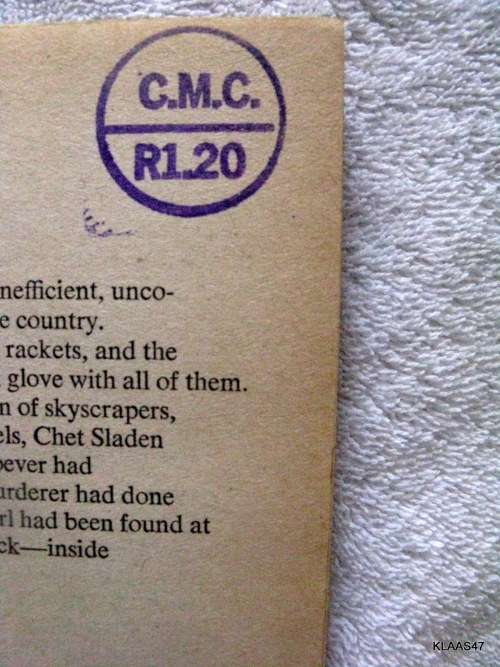 C.M.C.
R1.20
nefficient, unco-
e country.
rackets, and the
glove with all of them.
n of skyscrapers,
els, Chet Sladen
ever had
urderer had done
rl had been found at
ck—inside
KLAAS47